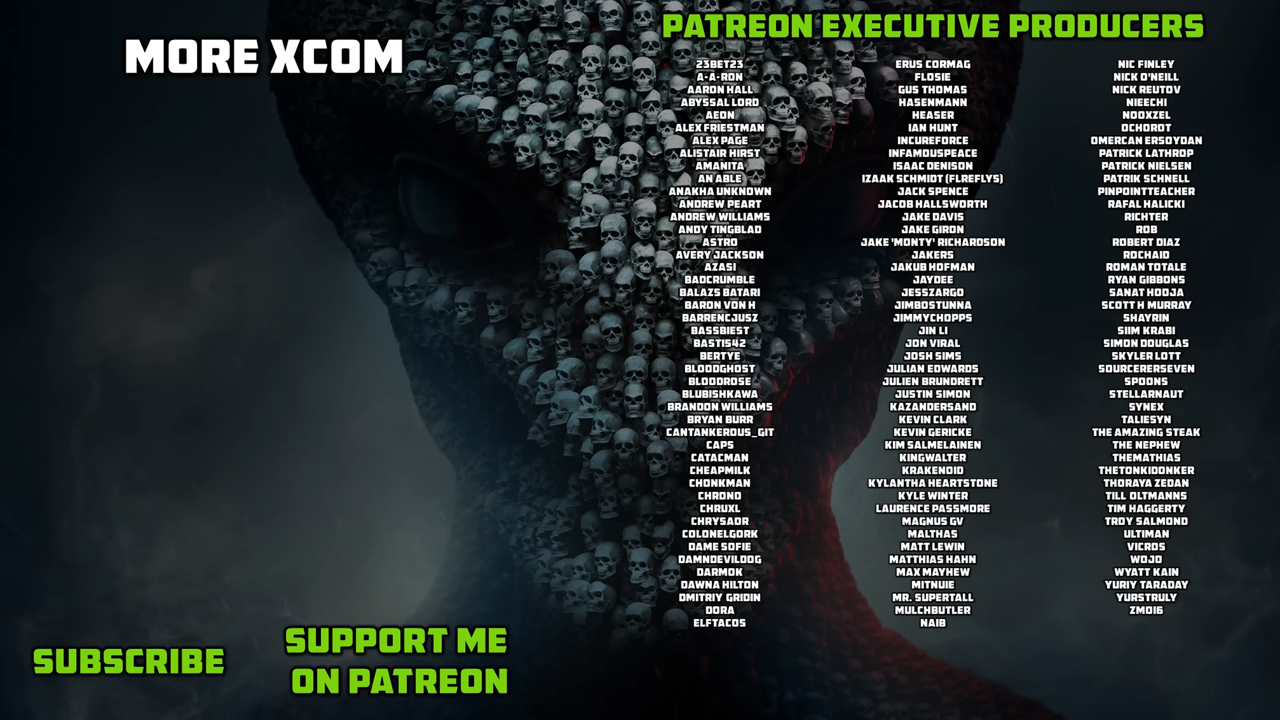 MORE XCOM
PATREON EXECUTIVE PRODUCERS
23BET23
A-A-RON
AARON HALL
ABYSSAL LORD
AEON
ALEX FRIESTMAN
ALEX PAGE
ALISTAIR HIRST
AMANITA
AN ABLE
ANAKHA UNKNOWN
ANDREW PEART
ANDREW WILLIAMS
ANDY TINGBLAD
ASTRO
AVERY JACKSON
AZASI
BADCRUMBLE
BALAZS BATARI
BARON VON H
BARRENCJUSZ
BASSBIEST
BASTI542
BERTYE
BLOODGHOST
BLOODROSE
BLUBISHKAWA
BRANDON WILLIAMS
BRYAN BURR
CANTANKEROUS_GIT
CAPS
CATACMAN
CHEAPMILK
CHONKMAN
CHRONO
CHRUXL
CHRYSAOR
COLONELGORK
DAME SOFIE
DAMNDEVILDOG
DARMOK
DAWNA HILTON
DMITRIY GRIDIN
DORA
ELFTACOS
ERUS CORMAG
FLOSIE
GUS THOMAS
HASENMANN
HEASER
IAN HUNT
INCUREFORCE
INFAMOUSPEACE
ISAAC DENISON
IZAAK SCHMIDT (FLREFLYS)
JACK SPENCE
JACOB HALLSWORTH
JAKE DAVIS
JAKE GIRON
JAKE 'MONTY' RICHARDSON
JAKERS
JAKUB HOFMAN
JAYDEE
JESSZARGO
JIMBOSTUNNA
JIMMYCHOPPS
JIN LI
JON VIRAL
JOSH SIMS
JULIAN EDWARDS
JULIEN BRUNDRETT
JUSTIN SIMON
KAZANDERSAND
KEVIN CLARK
KEVIN GERICKE
KIM SALMELAINEN
KINGWALTER
KRAKENOID
KYLANTHA HEARTSTONE
KYLE WINTER
LAURENCE PASSMORE
MAGNUS GV
MALTHAS
MATT LEWIN
MATTHIAS HAHN
MAX MAYHEW
MITNUIE
MR. SUPERTALL
MULCHBUTLER
NAIB
NIC FINLEY
NICK O'NEILL
NICK REUTOV
NIEECHI
NOOXZEL
OCHOROT
OMERCAN ERSOYDAN
PATRICK LATHROP
PATRICK NIELSEN
PATRIK SCHNELL
PINPOINTTEACHER
RAFAL HALICKI
RICHTER
ROB
ROBERT DIAZ
ROCHAID
ROMAN TOTALE
RYAN GIBBONS
SANAT HOOJA
SCOTT H MURRAY
SHAYRIN
SIIM KRABI
SIMON DOUGLAS
SKYLER LOTT
SOURCERERSEVEN
SPOONS
STELLARNAUT
SYNEX
TALIESYN
THE AMAZING STEAK
THE NEPHEW
THEMATHIAS
THETONKIDONKER
THORAYA ZEDAN
TILL OLTMANNS
TIM HAGGERTY
TROY SALMOND
ULTIMAN
VICROS
WOJO
WYATT KAIN
YURIY TARADAY
YURSTRULY
ZMO16
SUBSCRIBE
SUPPORT ME
ON PATREON